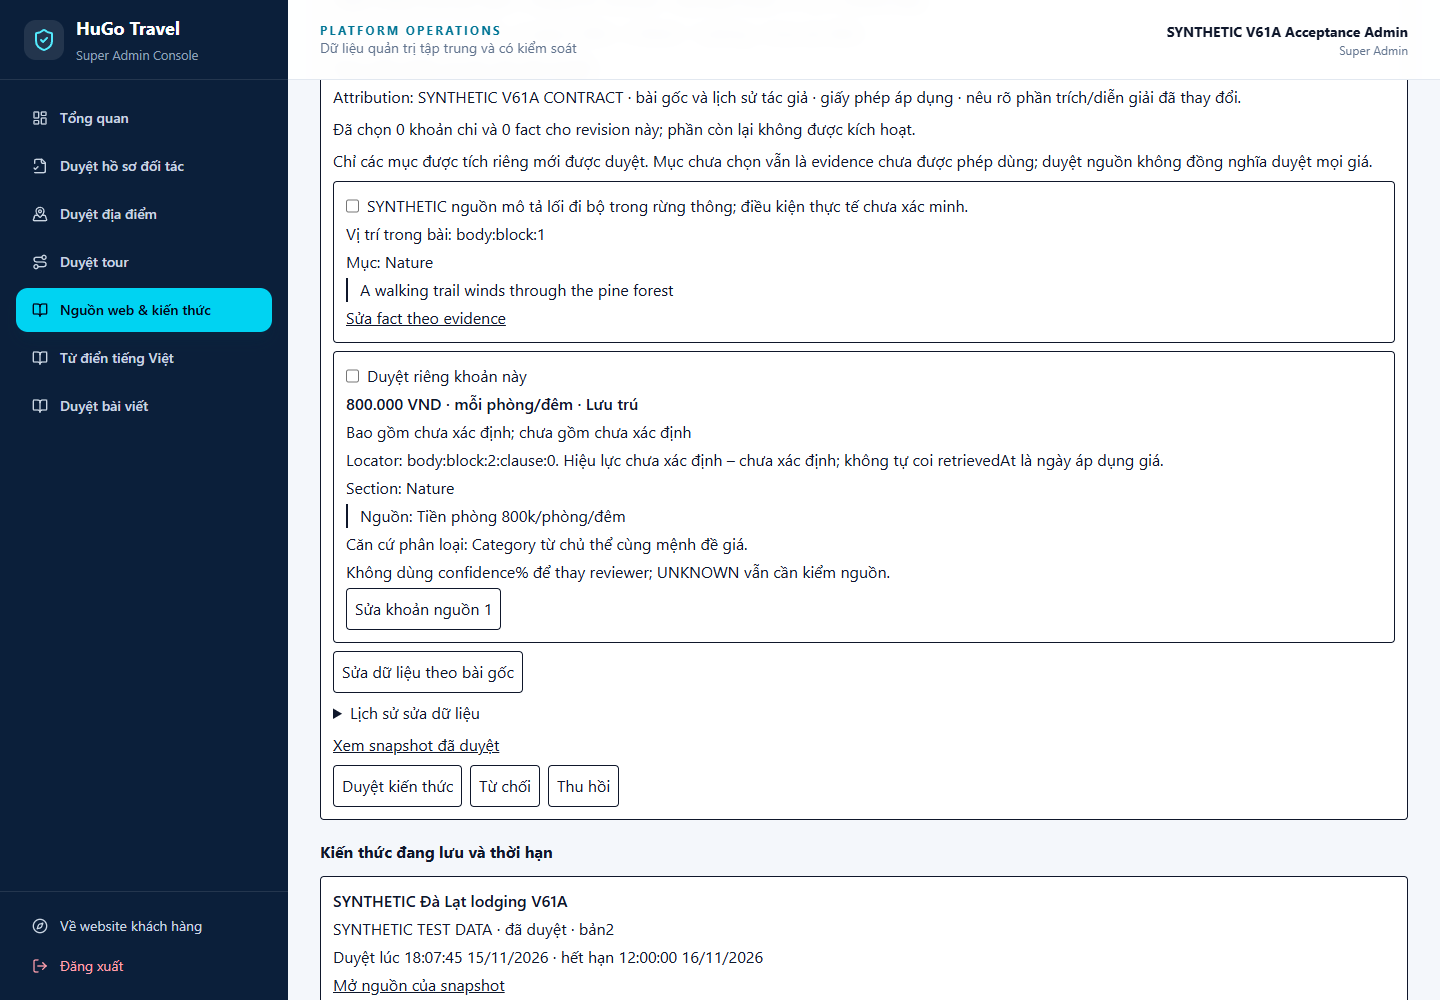 HuGo Travel
Super Admin Console
Tổng quan
Duyệt hồ sơ đối tác
Duyệt địa điểm
Duyệt tour
Nguồn web & kiến thức
Từ điển tiếng Việt
Duyệt bài viết
Về website khách hàng
Đăng xuất
PLATFORM OPERATIONS
Dữ liệu quản trị tập trung và có kiểm soát
SYNTHETIC V61A Acceptance Admin
Super Admin
Attribution: SYNTHETIC V61A CONTRACT · bài gốc và lịch sử tác giả · giấy phép áp dụng · nêu rõ phần trích/diễn giải đã thay đổi.
Đã chọn 0 khoản chi và 0 fact cho revision này; phần còn lại không được kích hoạt.
Chỉ các mục được tích riêng mới được duyệt. Mục chưa chọn vẫn là evidence chưa được phép dùng; duyệt nguồn không đồng nghĩa duyệt mọi giá.
SYNTHETIC nguồn mô tả lối đi bộ trong rừng thông; điều kiện thực tế chưa xác minh.
Vị trí trong bài: body:block:1
Mục: Nature
A walking trail winds through the pine forest
Sửa fact theo evidence
Duyệt riêng khoản này
800.000 VND · mỗi phòng/đêm · Lưu trú
Bao gồm chưa xác định; chưa gồm chưa xác định
Locator: body:block:2:clause:0. Hiệu lực chưa xác định – chưa xác định; không tự coi retrievedAt là ngày áp dụng giá.
Section: Nature
Nguồn: Tiền phòng 800k/phòng/đêm
Căn cứ phân loại: Category từ chủ thể cùng mệnh đề giá.
Không dùng confidence% để thay reviewer; UNKNOWN vẫn cần kiểm nguồn.
Sửa khoản nguồn 1
Sửa dữ liệu theo bài gốc
Lịch sử sửa dữ liệu
Xem snapshot đã duyệt
Duyệt kiến thức
Từ chối
Thu hồi
Kiến thức đang lưu và thời hạn
SYNTHETIC Đà Lạt lodging V61A
SYNTHETIC TEST DATA · đã duyệt · bản2
Duyệt lúc 18:07:45 15/11/2026 · hết hạn 12:00:00 16/11/2026
Mở nguồn của snapshot